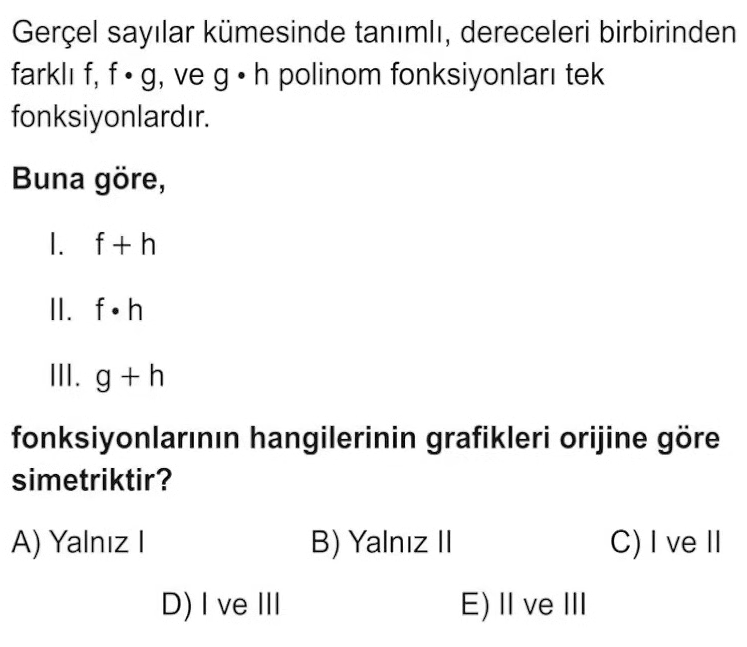 Gerçel sayılar kümesinde tanımlı, dereceleri birbirinden
farklı f, f • g, ve g • h polinom fonksiyonları tek
fonksiyonlardır.
Buna göre,
I. f + h
II. f • h
III. g + h
fonksiyonlarının hangilerinin grafikleri orijine göre
simetriktir?
A) Yalnız I B) Yalnız II C) I ve II
D) I ve III E) II ve III